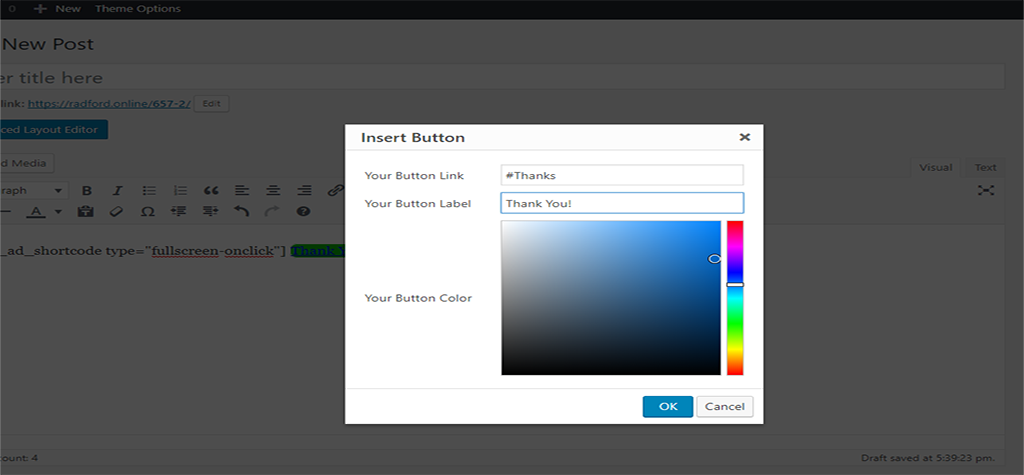 0 New Theme Options
New Post
er title here
link: https://radford.online/657-2/ Edit
ced Layout Editor
d Media
Visual Text
raph B I
A Ω
_ad_shortcode type="fullscreen-onclick"] Thank Y
Insert Button
Your Button Link #Thanks
Your Button Label Thank You!
Your Button Color
OK Cancel
ount: 4
Draft saved at 5:39:23 pm.